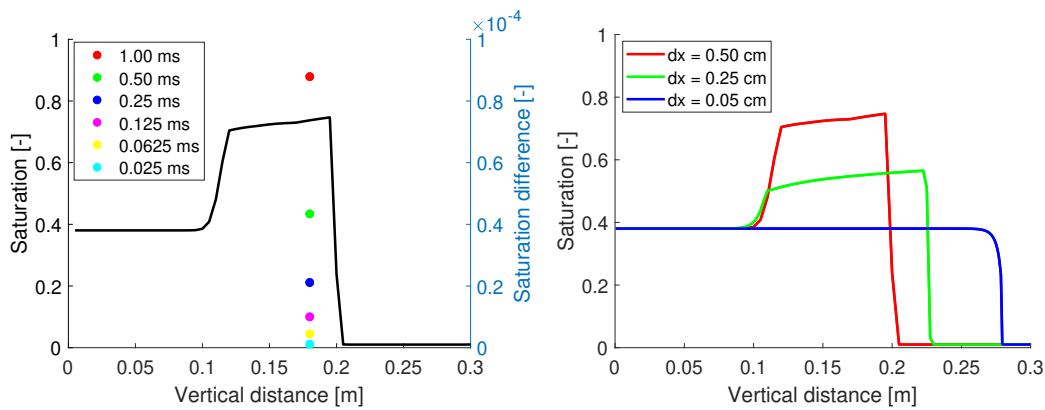 ×10⁻⁴
1 1
1.00 ms
0.50 ms
0.25 ms
0.125 ms
0.0625 ms
0.025 ms
0.8 0.8
0.6 0.6
0.4 0.4
0.2 0.2
0 0
0 0.05 0.1 0.15 0.2 0.25 0.3
Saturation [-]
Saturation difference [-]
Vertical distance [m]
1
dx = 0.50 cm
dx = 0.25 cm
dx = 0.05 cm
0.8
0.6
0.4
0.2
0
0 0.05 0.1 0.15 0.2 0.25 0.3
Saturation [-]
Vertical distance [m]